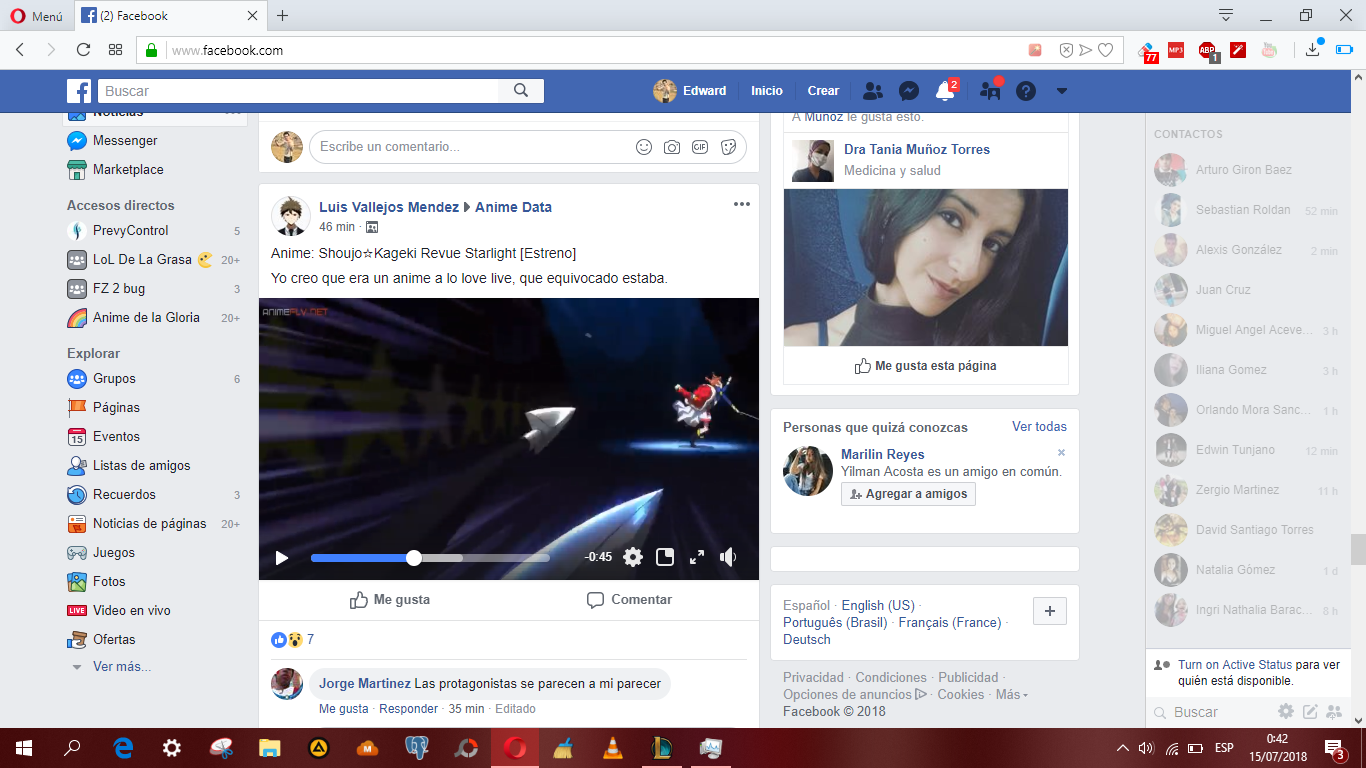 Menú
(2) Facebook
www.facebook.com
77
MP3
ABP
1
Buscar
Edward
Inicio
Crear
2
Noticias
Messenger
Marketplace
Accesos directos
PrevyControl 5
LoL De La Grasa 20+
FZ 2 bug 3
Anime de la Gloria 20+
Explorar
Grupos 6
Páginas
15
Eventos
Listas de amigos
Recuerdos 3
Noticias de páginas 20+
Juegos
Fotos
LIVE
Video en vivo
Ofertas
Ver más...
Escribe un comentario...
GIF
Luis Vallejos Mendez Anime Data
46 min ·
Anime: Shoujo☆Kageki Revue Starlight [Estreno]
Yo creo que era un anime a lo love live, que equivocado estaba.
ANIMEFLV.NET
-0:45
Me gusta
Comentar
7
Jorge Martinez Las protagonistas se parecen a mi parecer
Me gusta · Responder · 35 min · Editado
A Muñoz le gusta esto.
Dra Tania Muñoz Torres
Medicina y salud
Me gusta esta página
Personas que quizá conozcas Ver todas
Marilin Reyes
Yilman Acosta es un amigo en común.
Agregar a amigos
Español · English (US) ·
Português (Brasil) · Français (France) ·
Deutsch
Privacidad · Condiciones · Publicidad ·
Opciones de anuncios · Cookies · Más
Facebook © 2018
CONTACTOS
Arturo Giron Baez
Sebastian Roldan 52 min
Alexis González 2 min
Juan Cruz
Miguel Angel Aceve... 3 h
Iliana Gomez 3 h
Orlando Mora Sanc... 1 h
Edwin Tunjano 12 min
Zergio Martinez 11 h
David Santiago Torres
Natalia Gómez 1 d
Ingri Nathalia Barac... 8 h
Turn on Active Status para ver
quién está disponible.
Buscar
ESP
0:42
15/07/2018
3